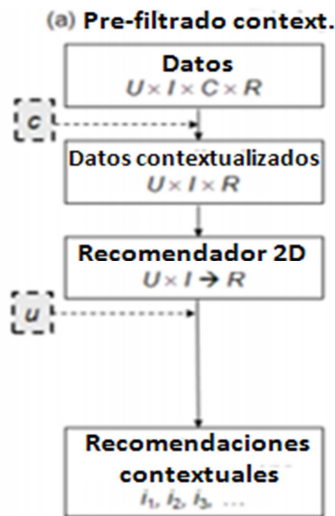 (a) Pre-filtrado context.
Datos
U × I × C × R
c
Datos contextualizados
U × I × R
Recomendador 2D
U × I → R
u
Recomendaciones
contextuales
i₁, i₂, i₃, ...